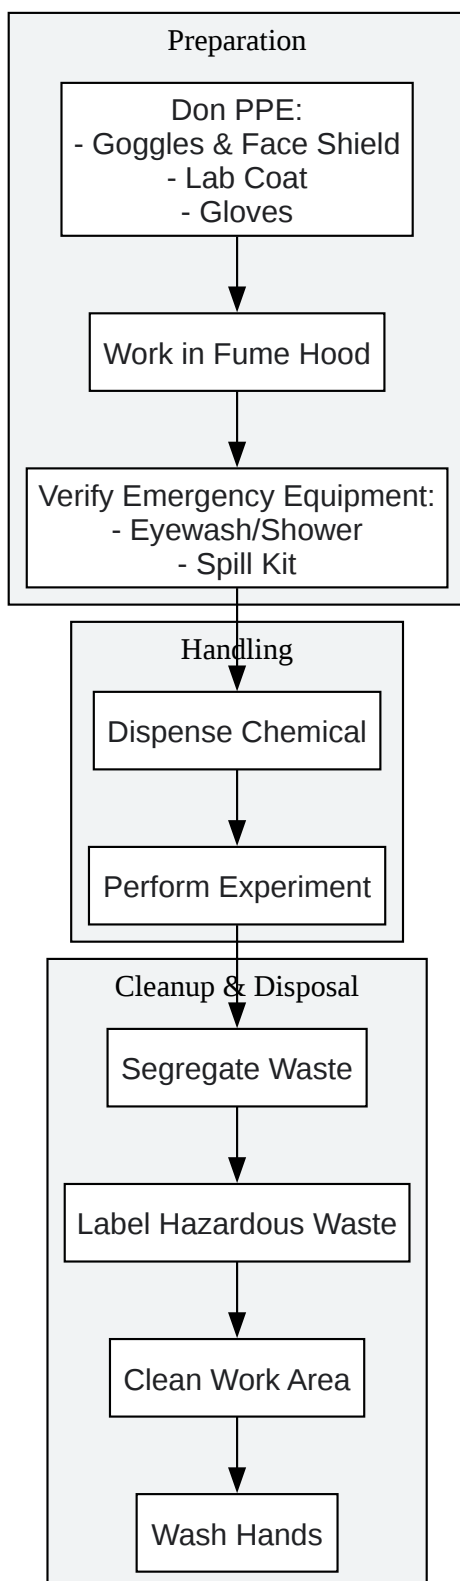 Preparation
Don PPE:
- Goggles & Face Shield
- Lab Coat
- Gloves
Work in Fume Hood
Verify Emergency Equipment:
- Eyewash/Shower
- Spill Kit
Handling
Dispense Chemical
Perform Experiment
Cleanup & Disposal
Segregate Waste
Label Hazardous Waste
Clean Work Area
Wash Hands